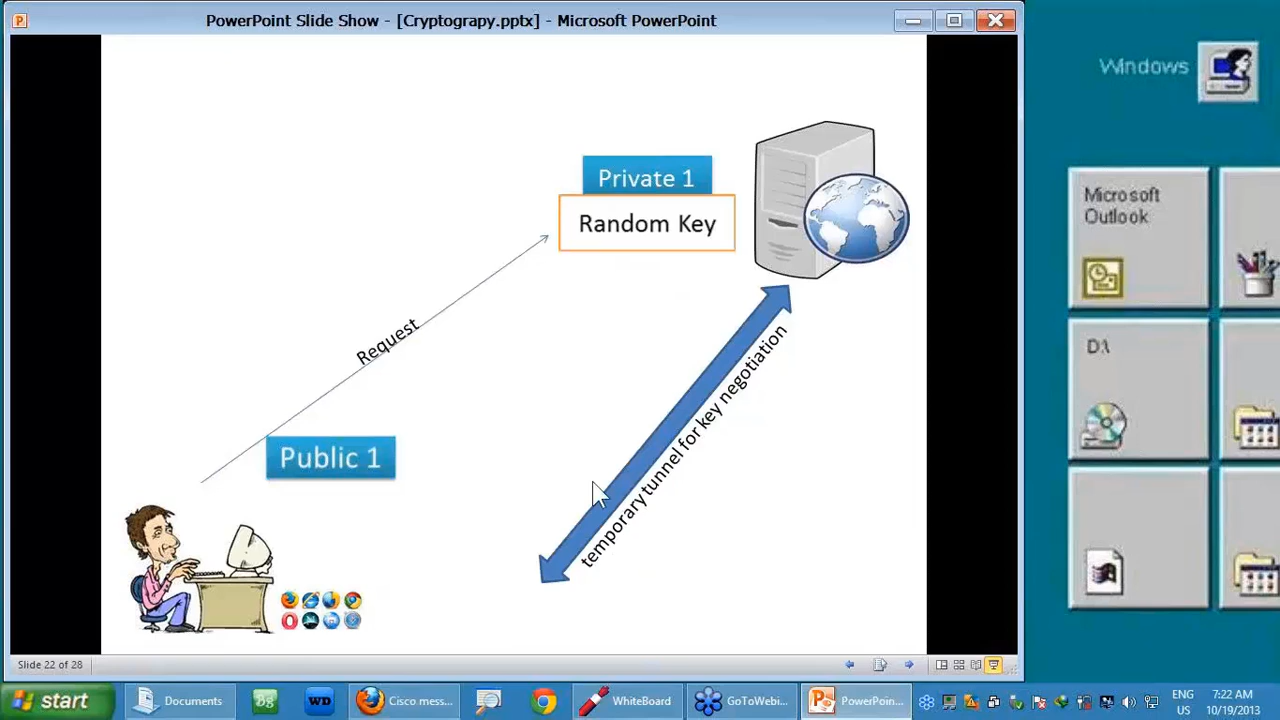 PowerPoint Slide Show - [Cryptograpy.pptx] - Microsoft PowerPoint
Windows
Private 1
Random Key
Microsoft
Outlook
Request
temporary tunnel for key negotiation
D:\
Public 1
Slide 22 of 28
start
Documents
Bg
WD
Cisco mess...
WhiteBoard
GoToWebi...
PowerPoin...
ENG
US
7:22 AM
10/19/2013